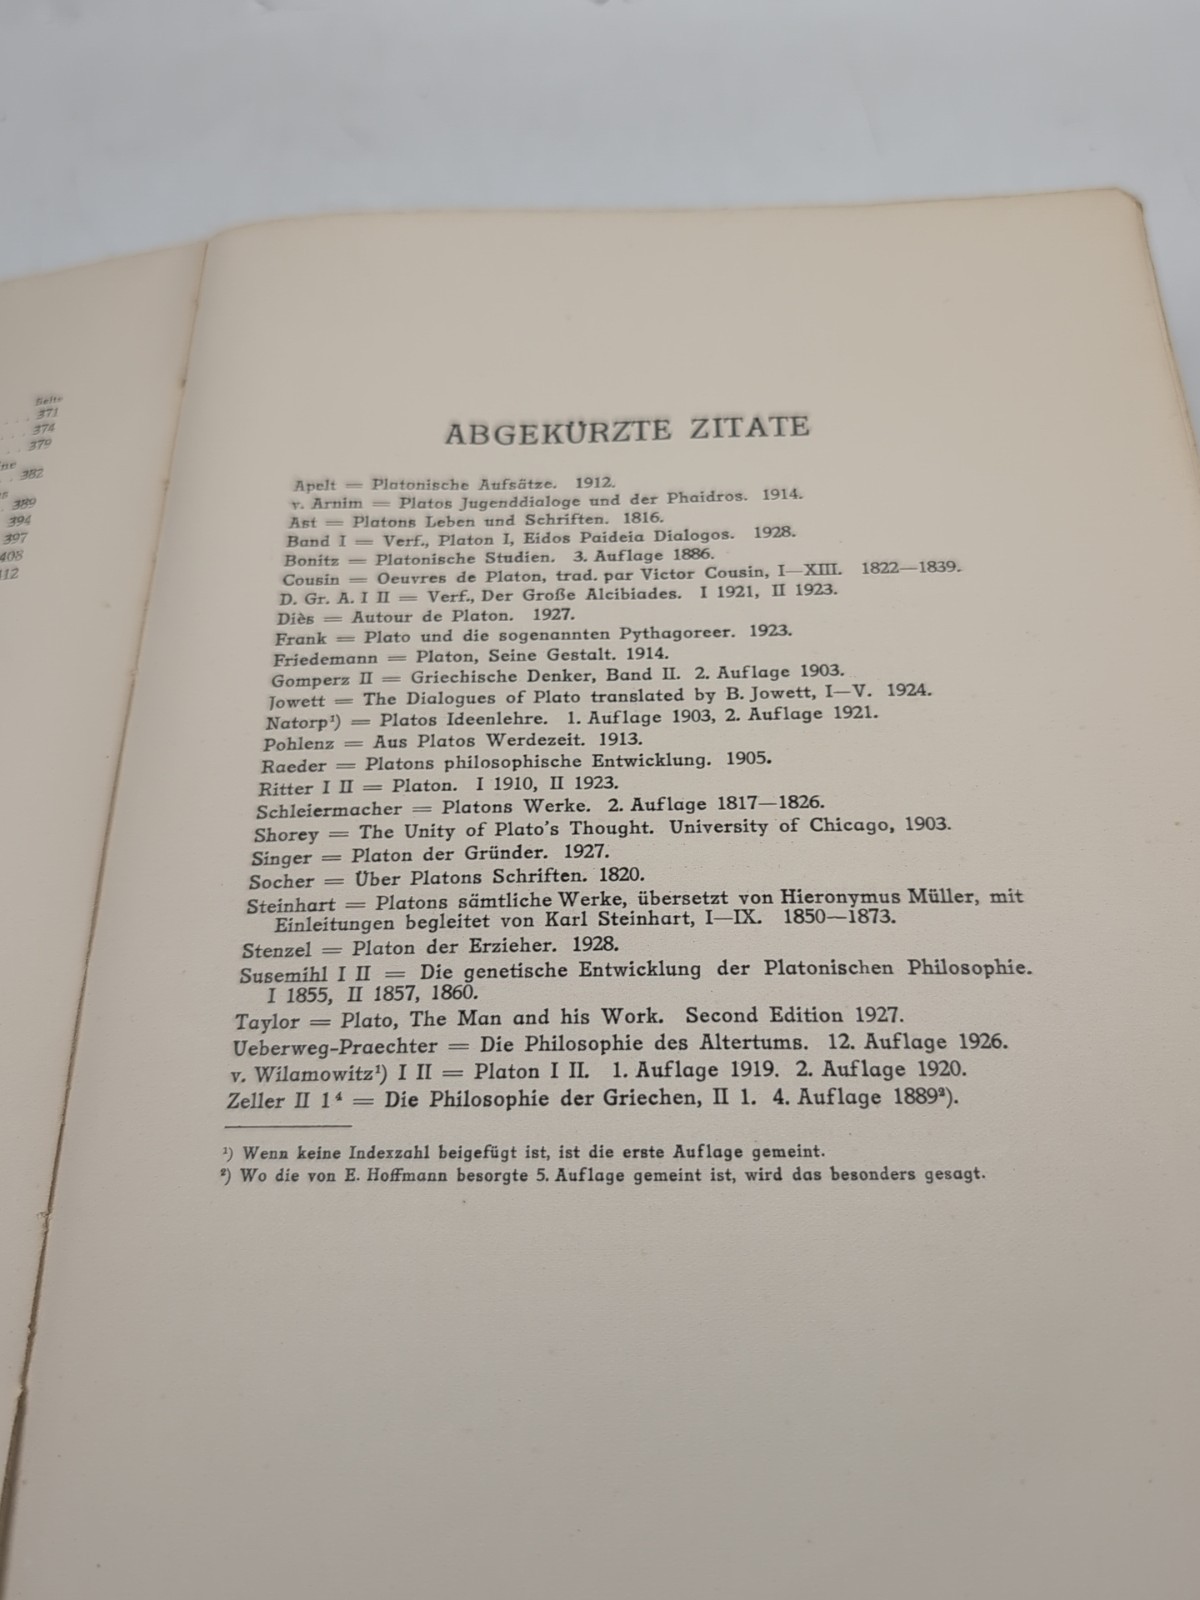 Seite
371
374
379
382
389
394
397
408
ABGEKÜRZTE ZITATE
Apelt = Platonische Aufsätze. 1912.
v. Arnim = Platos Jugenddialoge und der Phaidros. 1914.
Ast = Platons Leben und Schriften. 1816.
Band I = Verf., Platon I, Eidos Paideia Dialogos. 1928.
Bonitz = Platonische Studien. 3. Auflage 1886.
Cousin = Oeuvres de Platon, trad. par Victor Cousin, I—XIII. 1822—1839.
D. Gr. A. I II = Verf., Der Große Alcibiades. I 1921, II 1923.
Diès = Autour de Platon. 1927.
Frank = Plato und die sogenannten Pythagoreer. 1923.
Friedemann = Platon, Seine Gestalt. 1914.
Gomperz II = Griechische Denker, Band II. 2. Auflage 1903.
Jowett = The Dialogues of Plato translated by B. Jowett, I—V. 1924.
Natorp¹) = Platos Ideenlehre. 1. Auflage 1903, 2. Auflage 1921.
Pohlenz = Aus Platos Werdezeit. 1913.
Raeder = Platons philosophische Entwicklung. 1905.
Ritter I II = Platon. I 1910, II 1923.
Schleiermacher = Platons Werke. 2. Auflage 1817—1826.
Shorey = The Unity of Plato's Thought. University of Chicago, 1903.
Singer = Platon der Gründer. 1927.
Socher = Über Platons Schriften. 1820.
Steinhart = Platons sämtliche Werke, übersetzt von Hieronymus Müller, mit
Einleitungen begleitet von Karl Steinhart, I—IX. 1850—1873.
Stenzel = Platon der Erzieher. 1928.
Susemihl I II = Die genetische Entwicklung der Platonischen Philosophie.
I 1855, II 1857, 1860.
Taylor = Plato, The Man and his Work. Second Edition 1927.
Ueberweg-Praechter = Die Philosophie des Altertums. 12. Auflage 1926.
v. Wilamowitz¹) I II = Platon I II. 1. Auflage 1919. 2. Auflage 1920.
Zeller II 1⁴ = Die Philosophie der Griechen, II 1. 4. Auflage 1889²).
¹) Wenn keine Indexzahl beigefügt ist, ist die erste Auflage gemeint.
²) Wo die von E. Hoffmann besorgte 5. Auflage gemeint ist, wird das besonders gesagt.